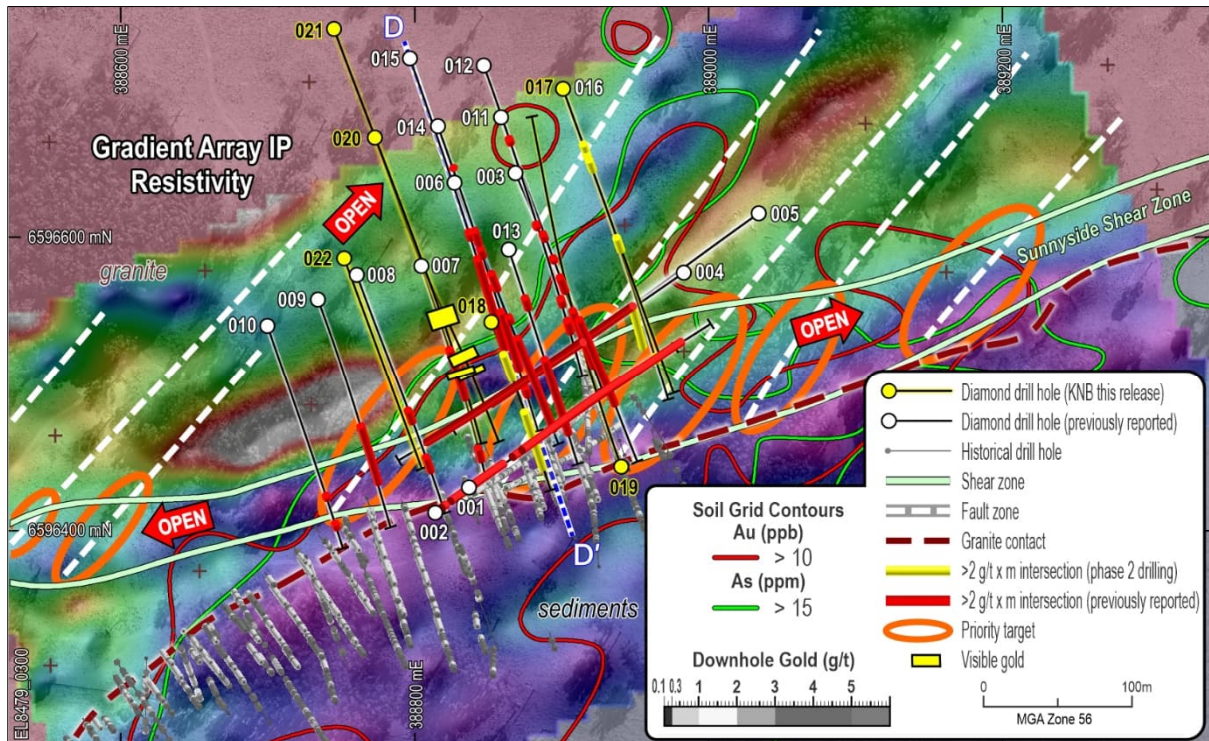 388600 mE
389000 mE
389200 mE
021
D
015
012
017
016
020
014
011
Gradient Array IP
Resistivity
006
003
OPEN
005
6596600 mN
Sunnyside Shear Zone
granite
022
008
007
013
004
009
018
010
OPEN
OPEN
019
001
002
6596400 mN
D'
sediments
388800 mE
EL8479_0300
Diamond drill hole (KNB this release)
Diamond drill hole (previously reported)
Historical drill hole
Shear zone
Fault zone
Granite contact
>2 g/t x m intersection (phase 2 drilling)
>2 g/t x m intersection (previously reported)
Priority target
Visible gold
0 100m
MGA Zone 56
Soil Grid Contours
Au (ppb)
> 10
As (ppm)
> 15
Downhole Gold (g/t)
0.1 0.3 1 2 3 4 5